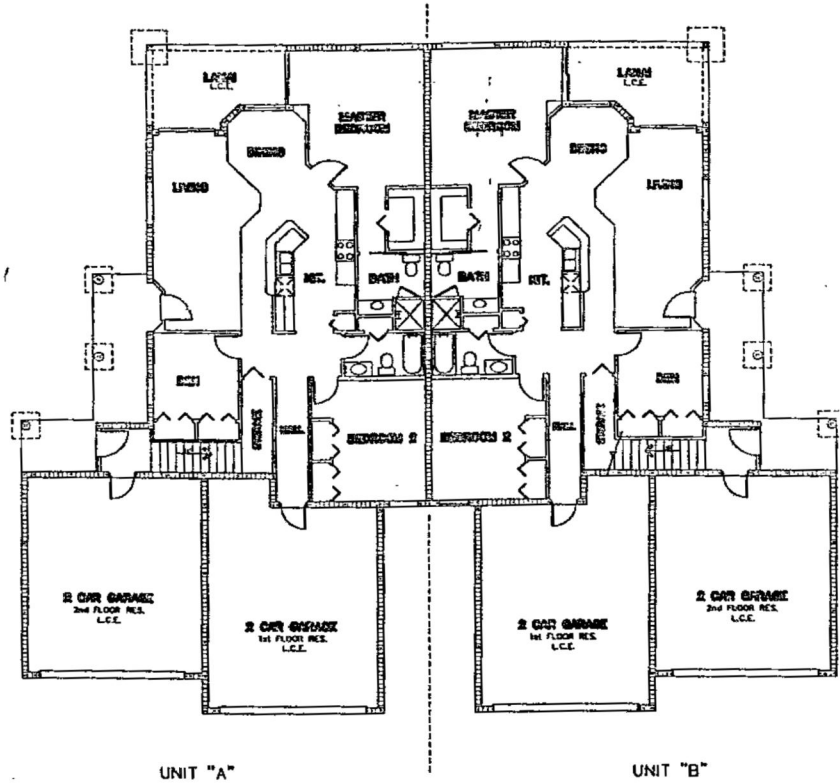 LANAI
L.C.E.
MASTER
BEDROOM
DINING
LIVING
KIT.
BATH
DEN
STORAGE
HALL
BEDROOM 2
2 CAR GARAGE
2nd FLOOR RES.
L.C.E.
2 CAR GARAGE
1st FLOOR RES.
L.C.E.
UNIT "A"
LANAI
L.C.E.
MASTER
BEDROOM
DINING
LIVING
KIT.
BATH
DEN
STORAGE
HALL
BEDROOM 2
2 CAR GARAGE
1st FLOOR RES.
L.C.E.
2 CAR GARAGE
2nd FLOOR RES.
L.C.E.
UNIT "B"